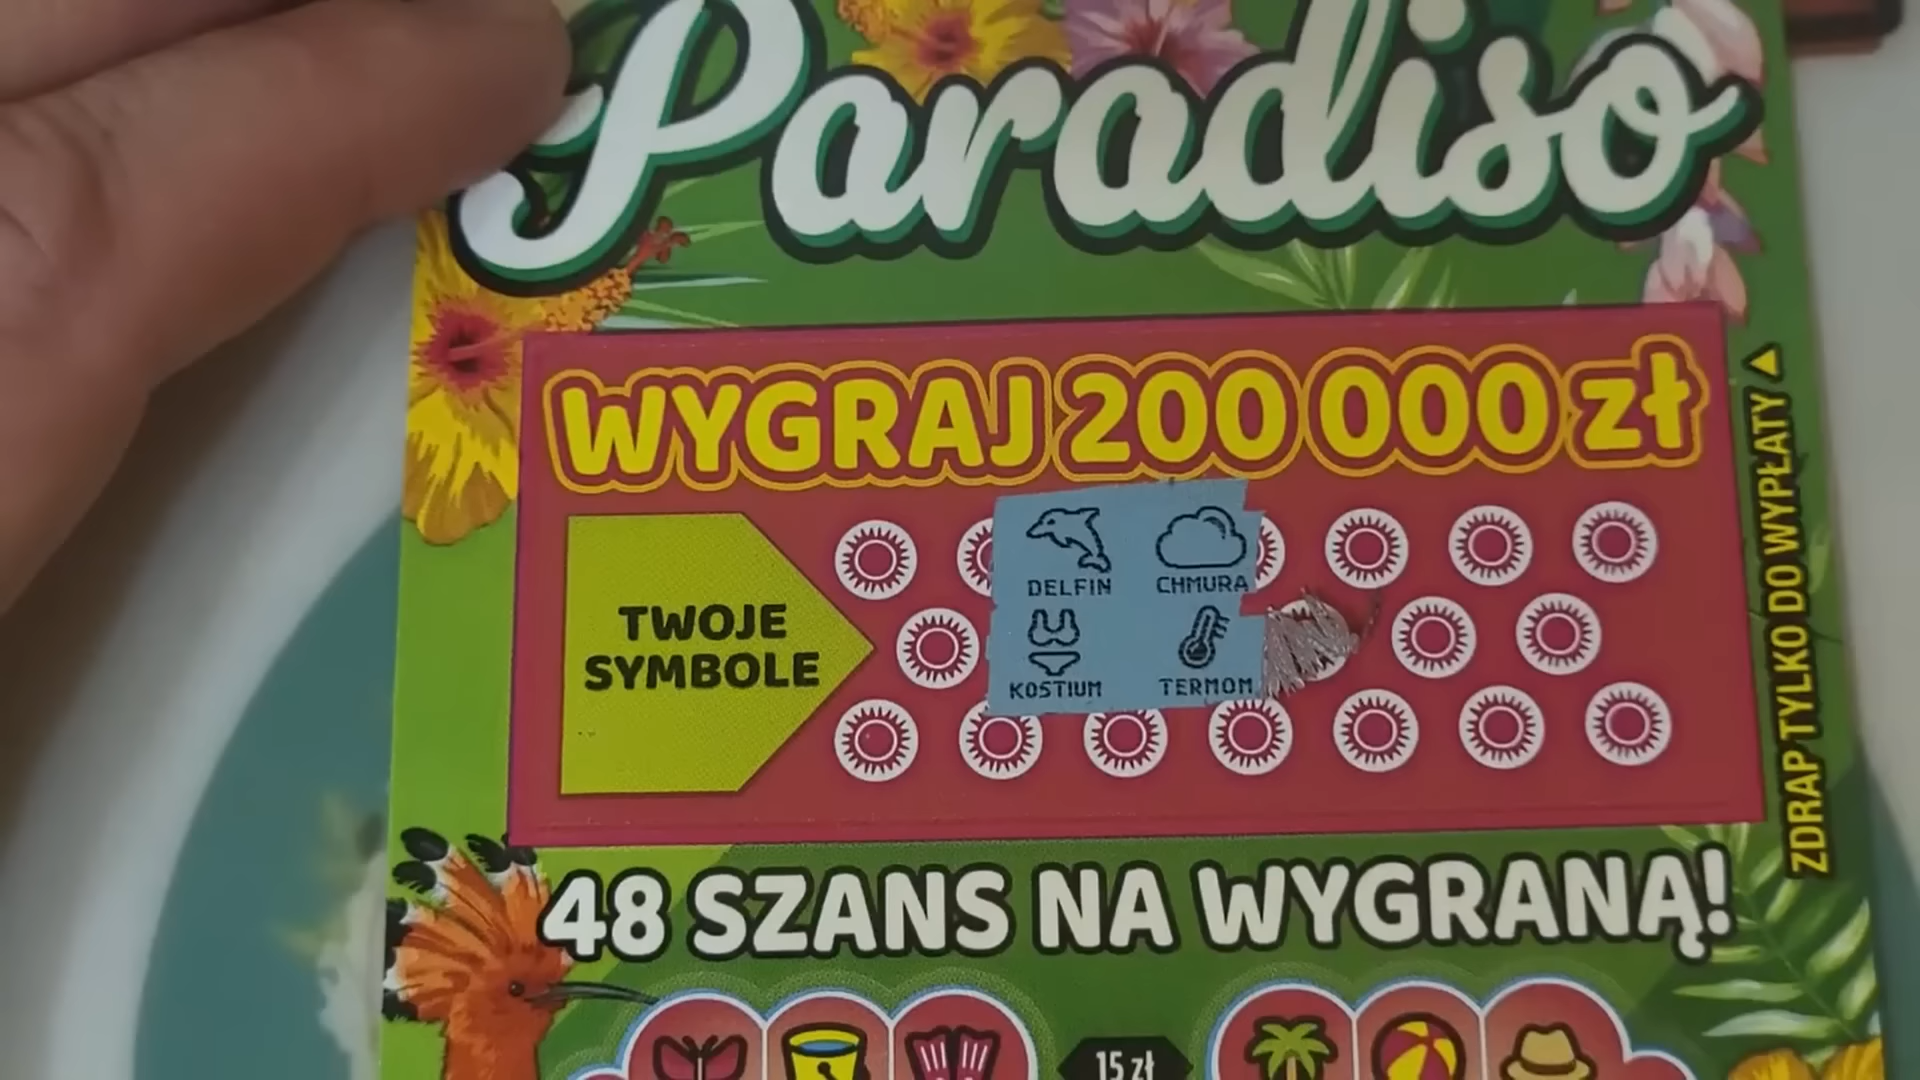 Paradiso
WYGRAJ 200 000 zł
TWOJE
SYMBOLE
DELFIN CHMURA
KOSTIUM TERMOM
ZDRAP TYLKO DO WYPŁATY
48 SZANS NA WYGRANĄ!
15 zł